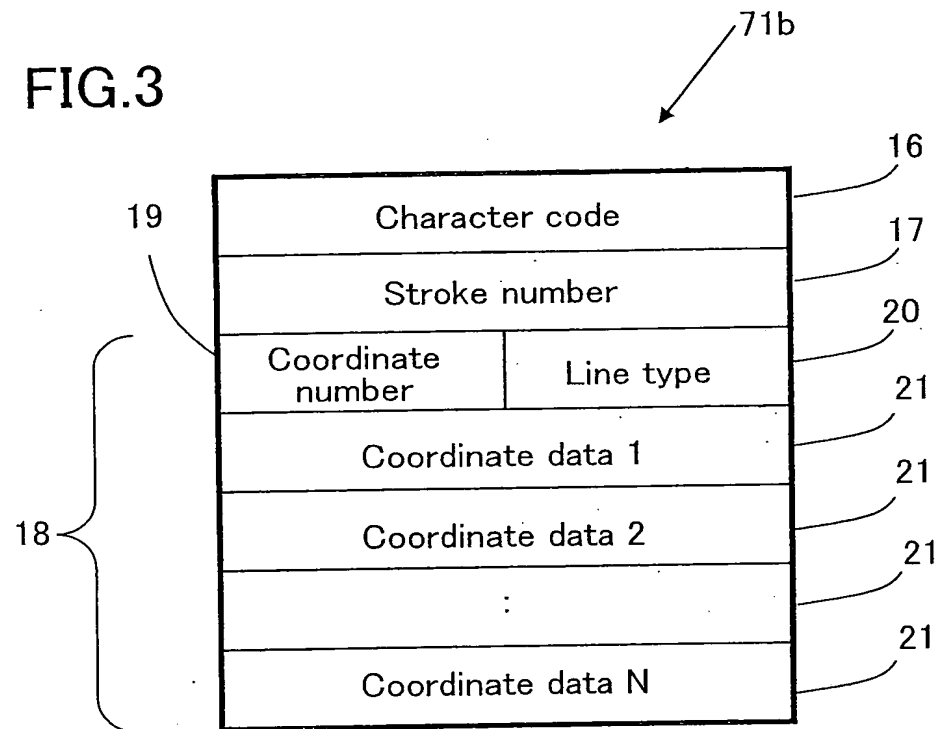 71b
FIG.3
16
Character code
19
17
Stroke number
20
Coordinate
number
Line type
21
Coordinate data 1
21
Coordinate data 2
18
21
:
21
Coordinate data N